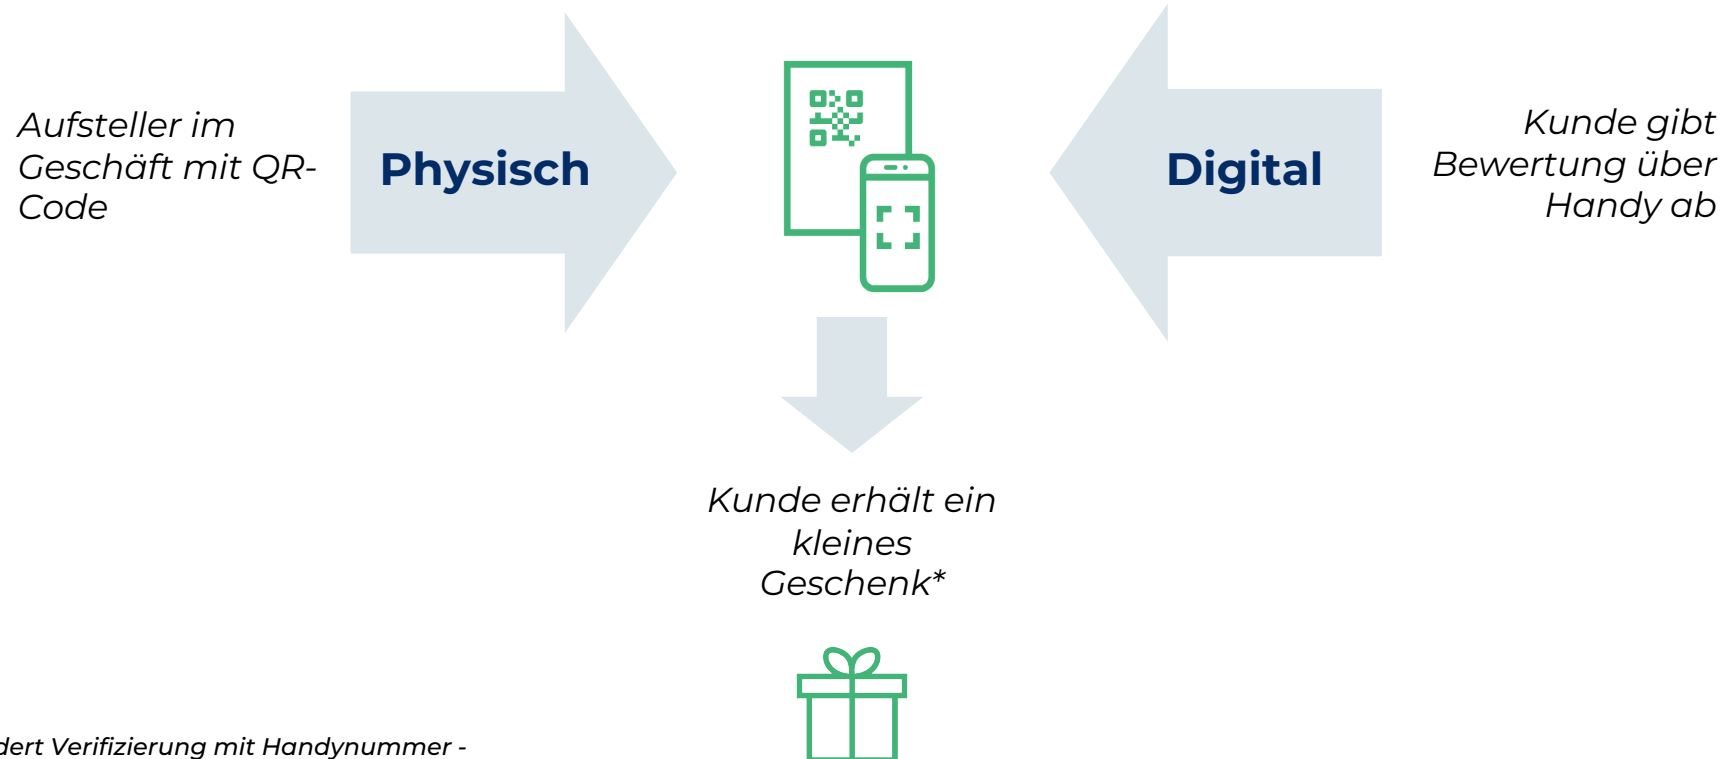 Aufsteller im
Geschäft mit QR-
Code
Physisch
Digital
Kunde gibt
Bewertung über
Handy ab
Kunde erhält ein
kleines
Geschenk*
Verifizierung mit Handynummer -